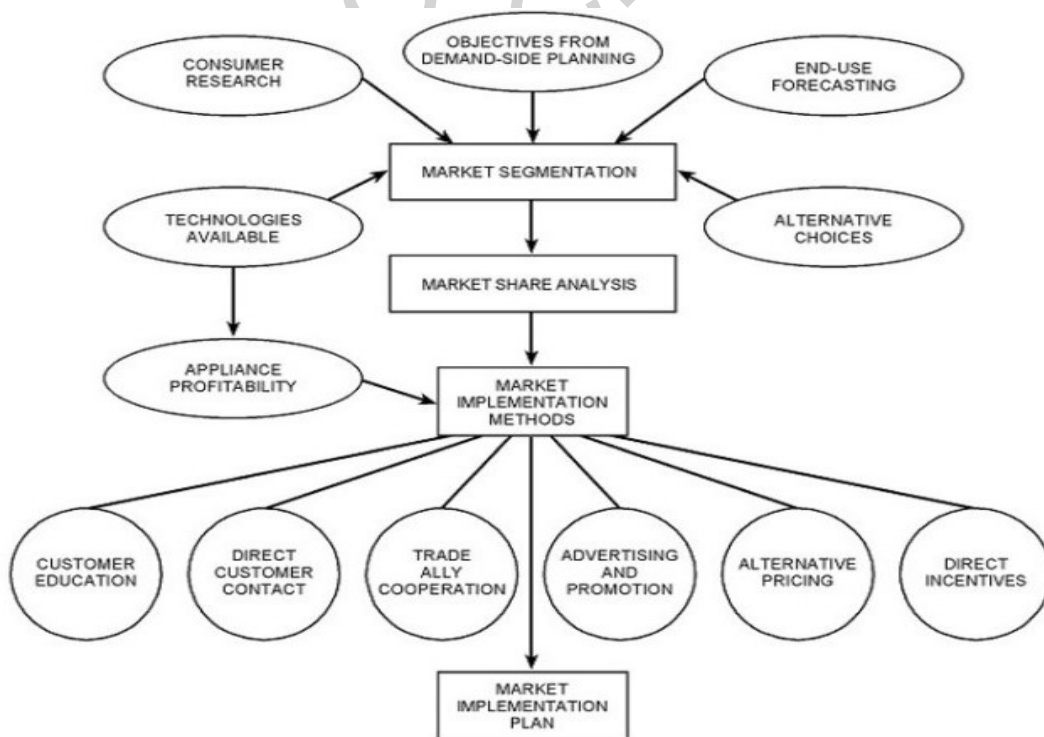 OBJECTIVES FROM
DEMAND-SIDE PLANNING
CONSUMER
RESEARCH
END-USE
FORECASTING
MARKET SEGMENTATION
TECHNOLOGIES
AVAILABLE
ALTERNATIVE
CHOICES
MARKET SHARE ANALYSIS
APPLIANCE
PROFITABILITY
MARKET
IMPLEMENTATION
METHODS
CUSTOMER
EDUCATION
DIRECT
CUSTOMER
CONTACT
TRADE
ALLY
COOPERATION
ADVERTISING
AND
PROMOTION
ALTERNATIVE
PRICING
DIRECT
INCENTIVES
MARKET
IMPLEMENTATION
PLAN